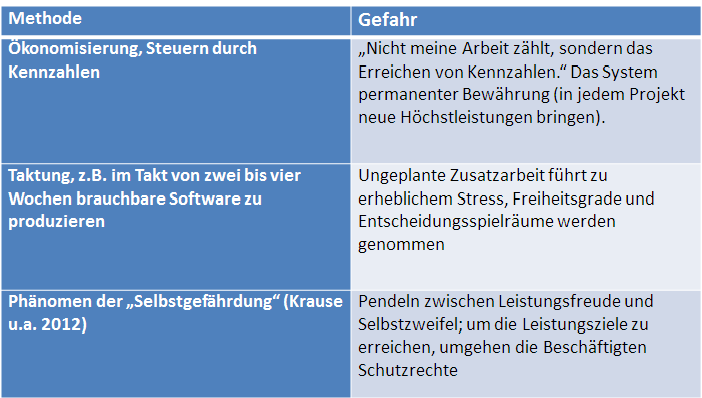 Methode
Gefahr
Ökonomisierung, Steuern durch
Kennzahlen
„Nicht meine Arbeit zählt, sondern das
Erreichen von Kennzahlen.“ Das System
permanenter Bewährung (in jedem Projekt
neue Höchstleistungen bringen).
Taktung, z.B. im Takt von zwei bis vier
Wochen brauchbare Software zu
produzieren
Ungeplante Zusatzarbeit führt zu
erheblichem Stress, Freiheitsgrade und
Entscheidungsspielräume werden
genommen
Phänomen der „Selbstgefährdung“ (Krause
u.a. 2012)
Pendeln zwischen Leistungsfreude und
Selbstzweifel; um die Leistungsziele zu
erreichen, umgehen die Beschäftigten
Schutzrechte